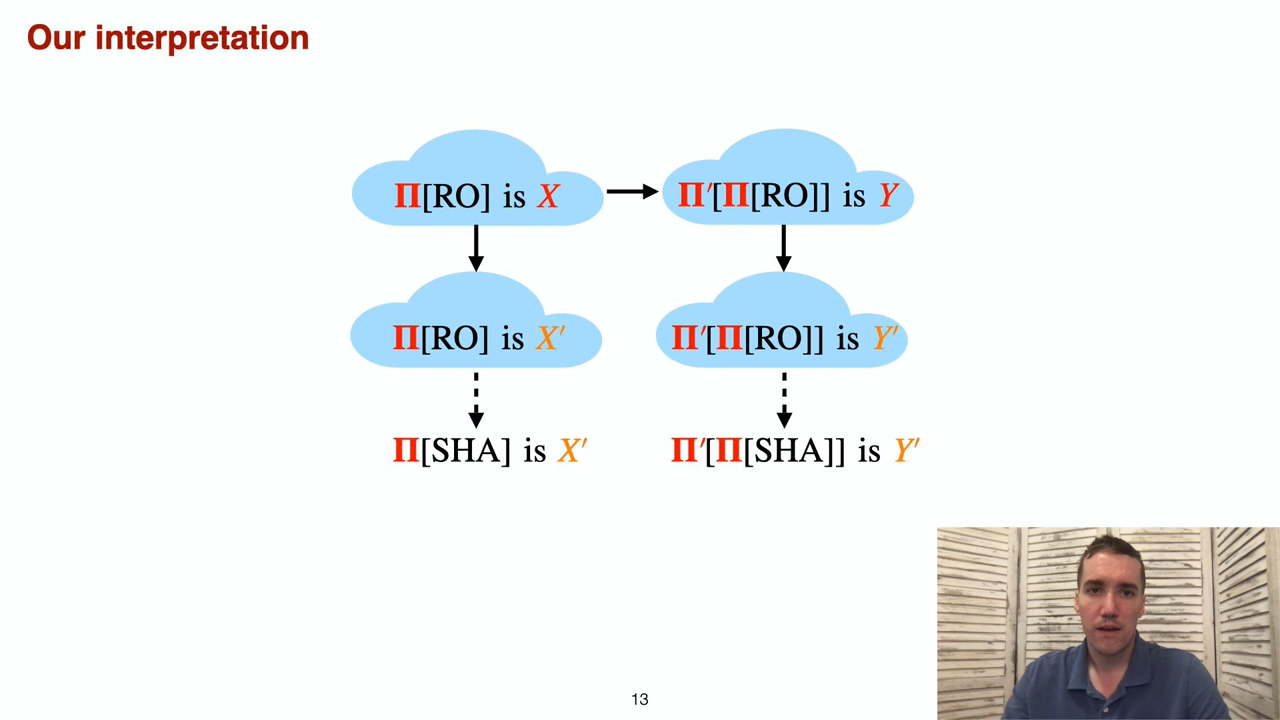 Our interpretation
Π[RO] is X
Π′[Π[RO]] is Y
Π[RO] is X′
Π′[Π[RO]] is Y′
Π[SHA] is X′
Π′[Π[SHA]] is Y′
13